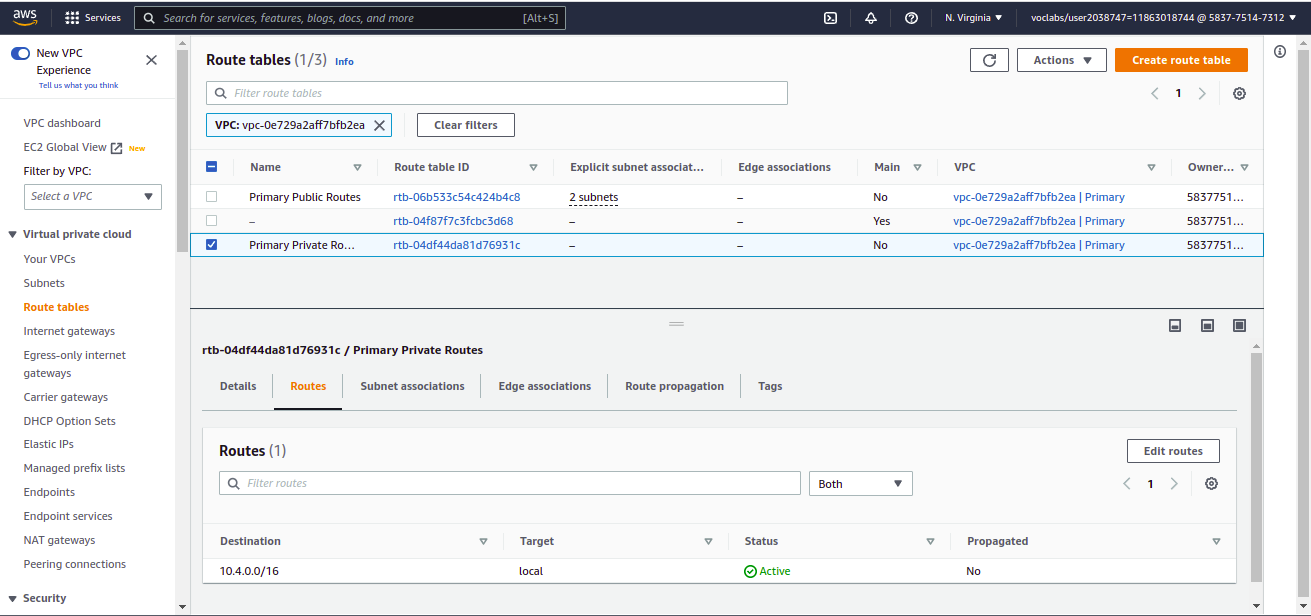 aws
Services
Search for services, features, blogs, docs, and more
[Alt+S]
N. Virginia
voclabs/user2038747=11863018744 @ 5837-7514-7312
New VPC
Experience
Tell us what you think
VPC dashboard
EC2 Global View New
Filter by VPC:
Select a VPC
Virtual private cloud
Your VPCs
Subnets
Route tables
Internet gateways
Egress-only internet
gateways
Carrier gateways
DHCP Option Sets
Elastic IPs
Managed prefix lists
Endpoints
Endpoint services
NAT gateways
Peering connections
Security
Route tables (1/3) Info
Actions
Create route table
Filter route tables
1
VPC: vpc-0e729a2aff7bfb2ea
Clear filters
Name Route table ID Explicit subnet associat... Edge associations Main VPC Owner...
Primary Public Routes rtb-06b533c54c424b4c8 2 subnets – No vpc-0e729a2aff7bfb2ea | Primary 5837751...
– rtb-04f87f7c3fcbc3d68 – – Yes vpc-0e729a2aff7bfb2ea | Primary 5837751...
Primary Private Ro... rtb-04df44da81d76931c – – No vpc-0e729a2aff7bfb2ea | Primary 5837751...
rtb-04df44da81d76931c / Primary Private Routes
Details Routes Subnet associations Edge associations Route propagation Tags
Routes (1)
Edit routes
Filter routes
Both
1
Destination Target Status Propagated
10.4.0.0/16 local Active No